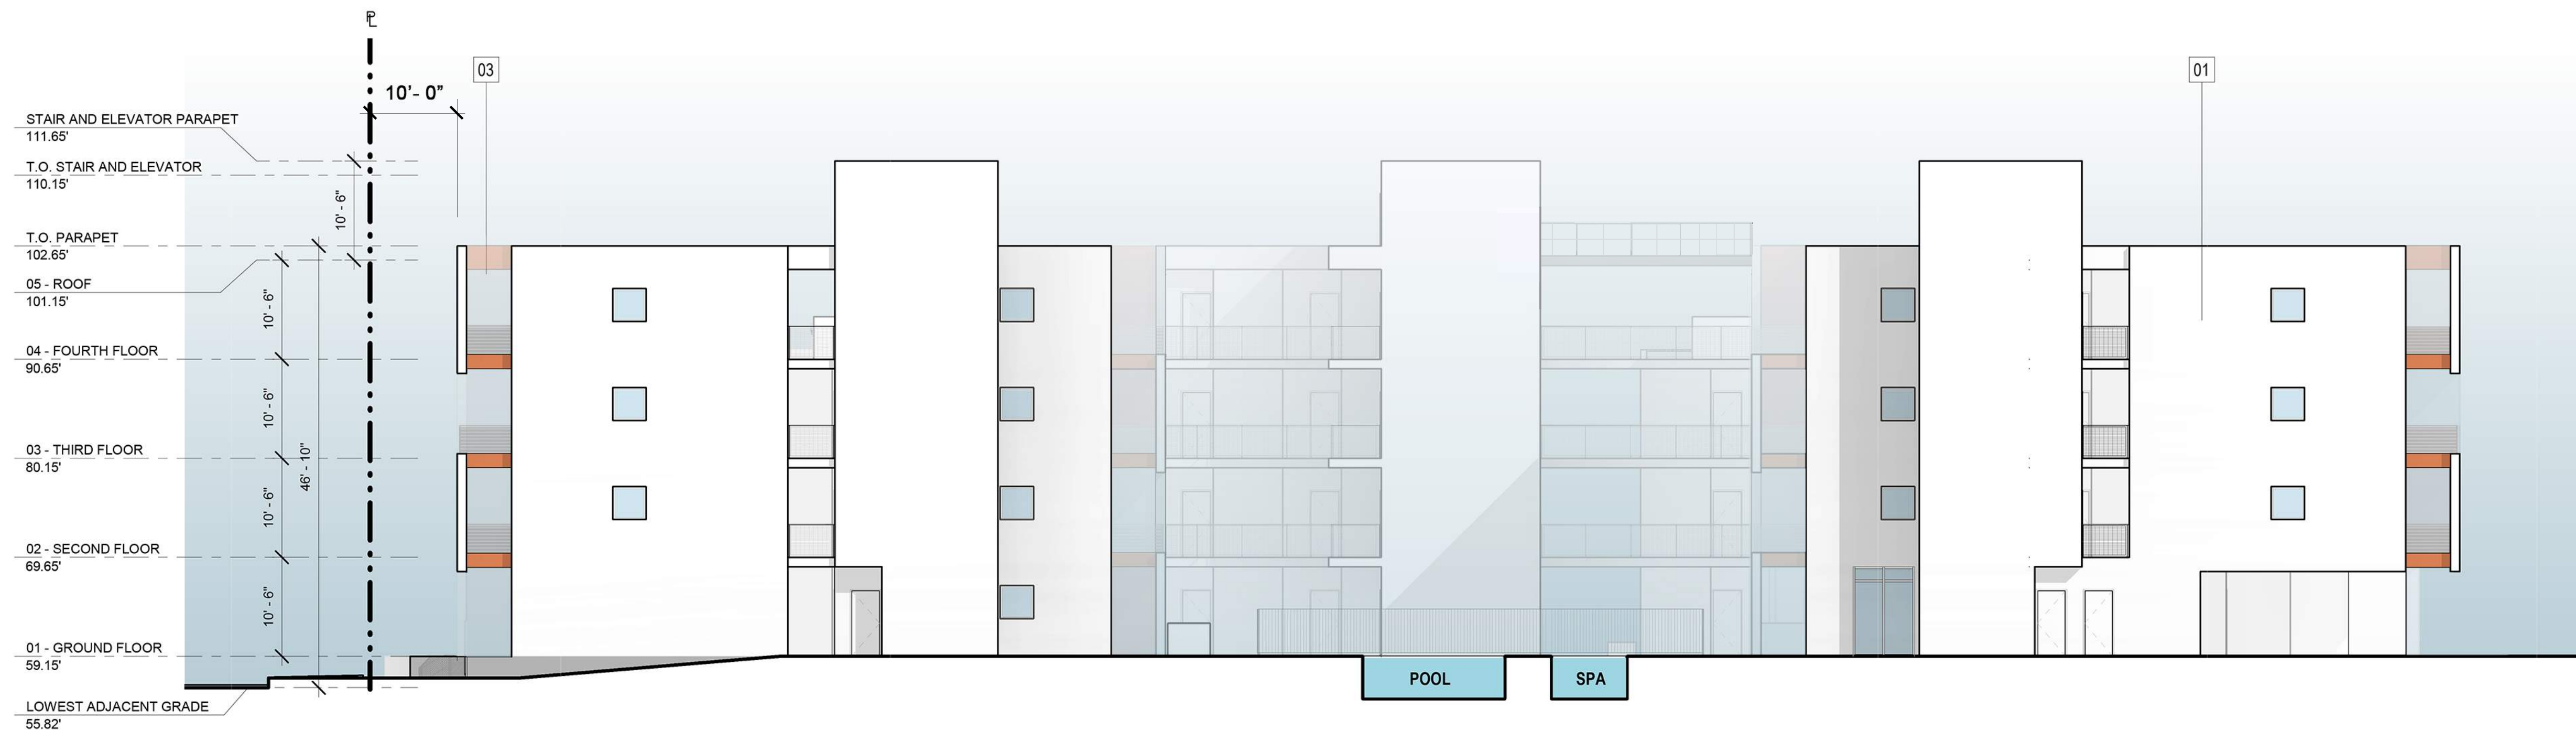 PL
03
01
10'- 0"
STAIR AND ELEVATOR PARAPET
111.65'
T.O. STAIR AND ELEVATOR
110.15'
10' - 6"
T.O. PARAPET
102.65'
05 - ROOF
101.15'
10' - 6"
04 - FOURTH FLOOR
90.65'
10' - 6"
03 - THIRD FLOOR
80.15'
46' - 10"
10' - 6"
02 - SECOND FLOOR
69.65'
10' - 6"
01 - GROUND FLOOR
59.15'
POOL
SPA
LOWEST ADJACENT GRADE
55.82'